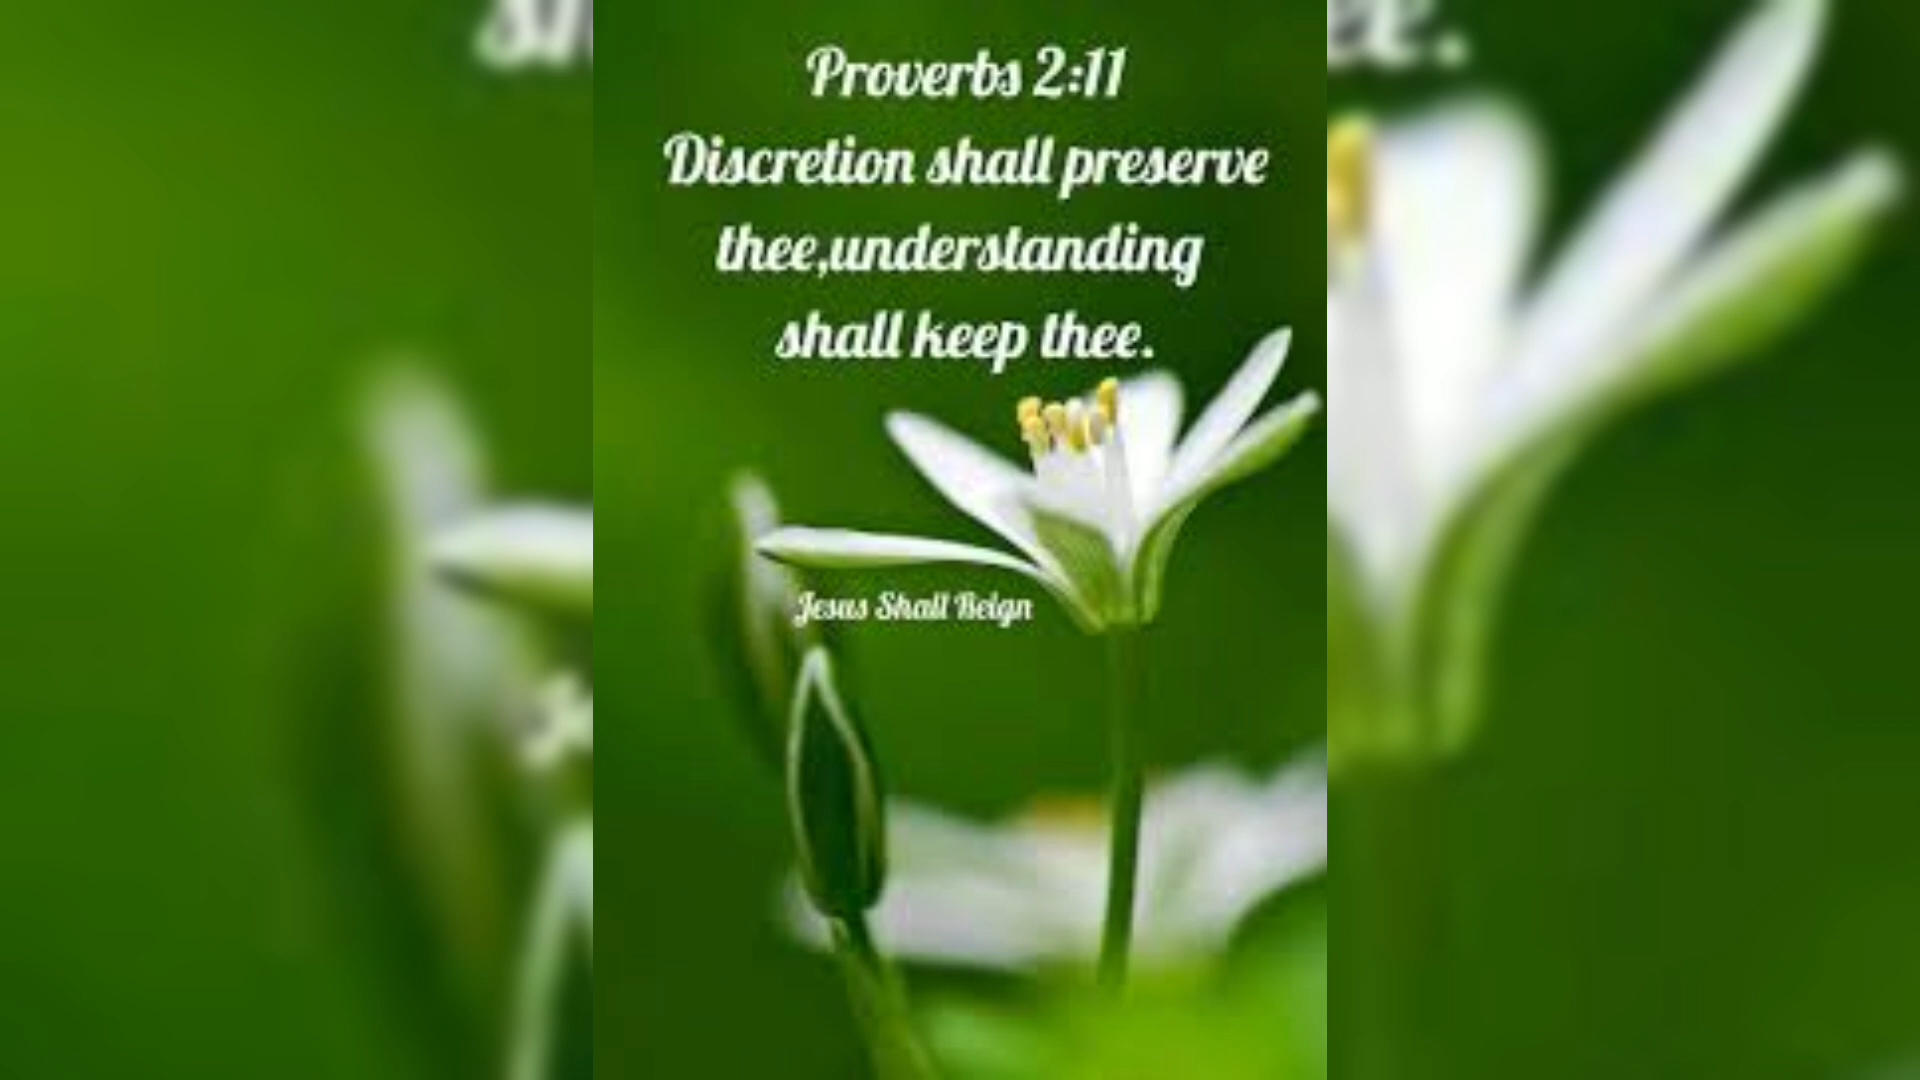 Proverbs 2:11
Discretion shall preserve
thee,understanding
shall keep thee.
Jesus Shall Reign